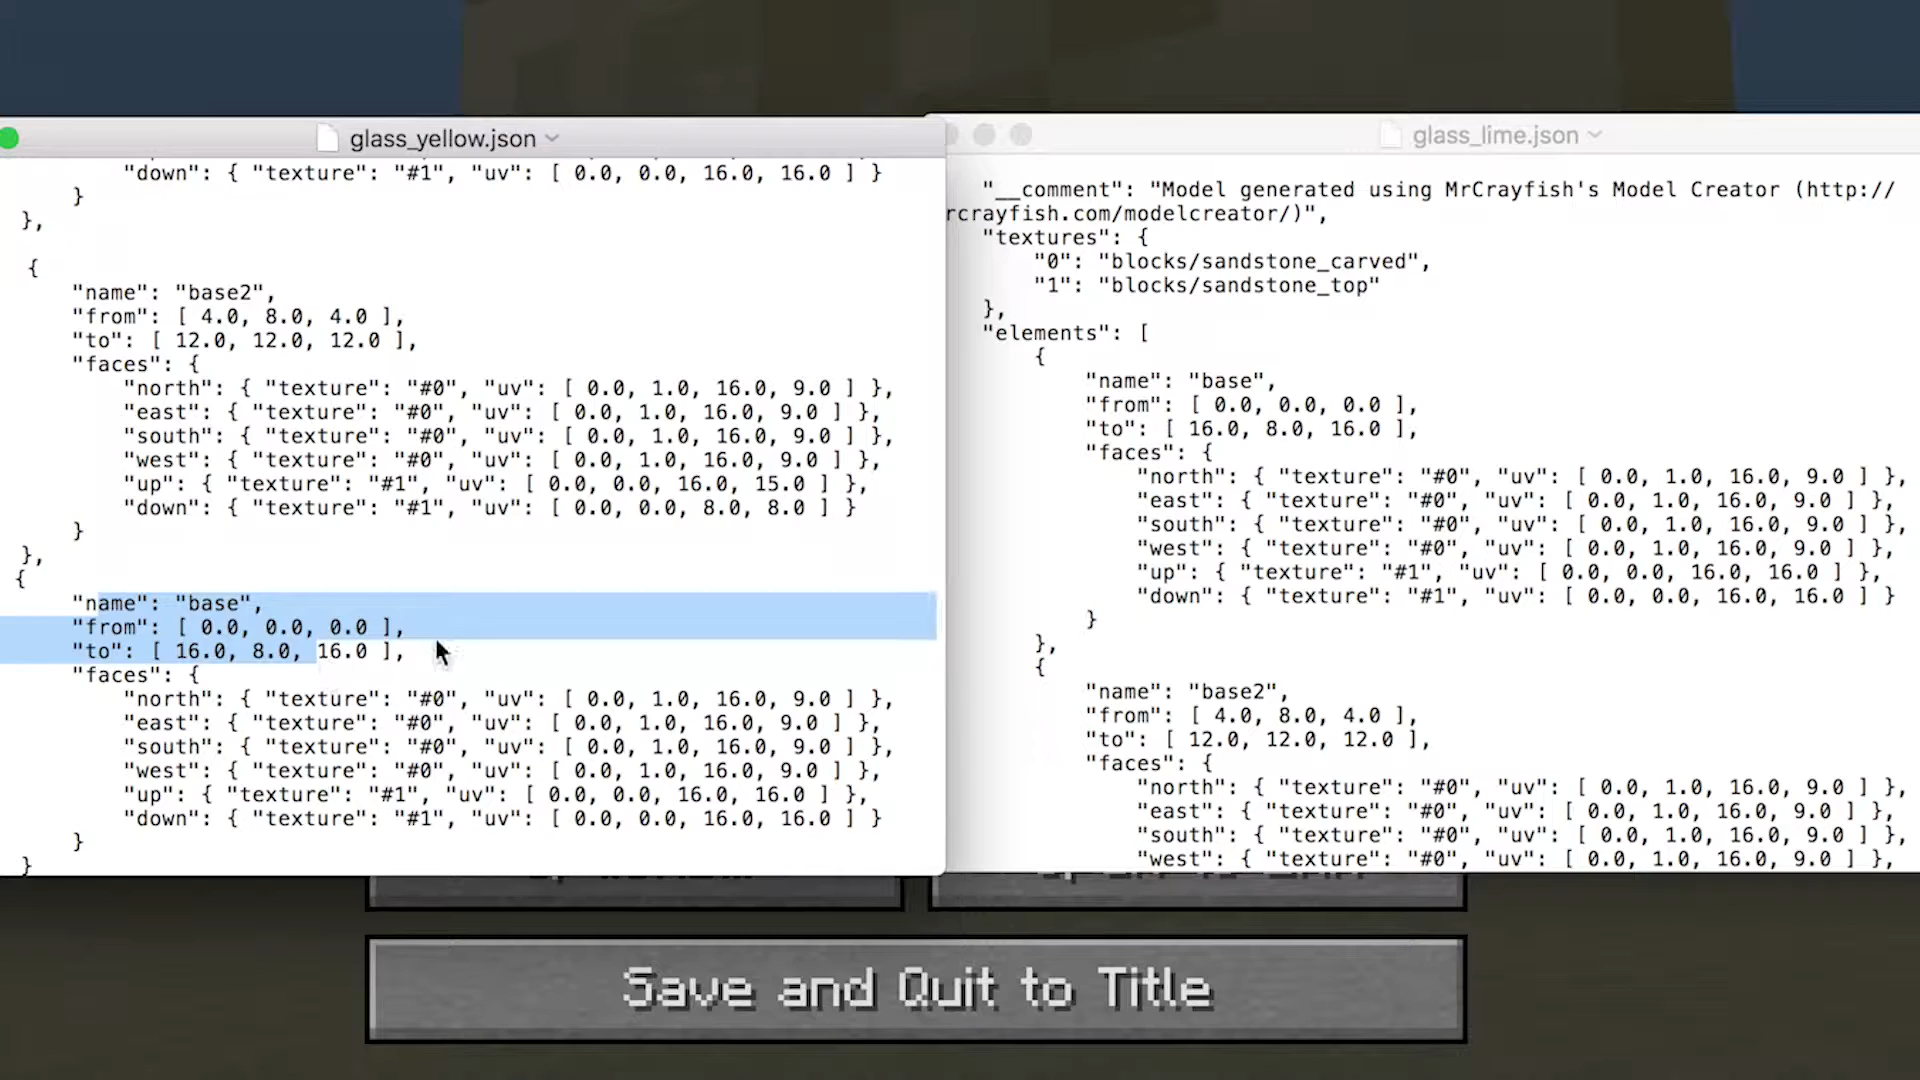 glass_yellow.json
"down": { "texture": "#1", "uv": [ 0.0, 0.0, 16.0, 16.0 ] }
}
},
{
"name": "base2",
"from": [ 4.0, 8.0, 4.0 ],
"to": [ 12.0, 12.0, 12.0 ],
"faces": {
"north": { "texture": "#0", "uv": [ 0.0, 1.0, 16.0, 9.0 ] },
"east": { "texture": "#0", "uv": [ 0.0, 1.0, 16.0, 9.0 ] },
"south": { "texture": "#0", "uv": [ 0.0, 1.0, 16.0, 9.0 ] },
"west": { "texture": "#0", "uv": [ 0.0, 1.0, 16.0, 9.0 ] },
"up": { "texture": "#1", "uv": [ 0.0, 0.0, 16.0, 15.0 ] },
"down": { "texture": "#1", "uv": [ 0.0, 0.0, 8.0, 8.0 ] }
}
},
{
"name": "base",
"from": [ 0.0, 0.0, 0.0 ],
"to": [ 16.0, 8.0, 16.0 ],
"faces": {
"north": { "texture": "#0", "uv": [ 0.0, 1.0, 16.0, 9.0 ] },
"east": { "texture": "#0", "uv": [ 0.0, 1.0, 16.0, 9.0 ] },
"south": { "texture": "#0", "uv": [ 0.0, 1.0, 16.0, 9.0 ] },
"west": { "texture": "#0", "uv": [ 0.0, 1.0, 16.0, 9.0 ] },
"up": { "texture": "#1", "uv": [ 0.0, 0.0, 16.0, 16.0 ] },
"down": { "texture": "#1", "uv": [ 0.0, 0.0, 16.0, 16.0 ] }
}
}
glass_lime.json
"__comment": "Model generated using MrCrayfish's Model Creator (http://
rcrayfish.com/modelcreator/)",
"textures": {
"0": "blocks/sandstone_carved",
"1": "blocks/sandstone_top"
},
"elements": [
{
"name": "base",
"from": [ 0.0, 0.0, 0.0 ],
"to": [ 16.0, 8.0, 16.0 ],
"faces": {
"north": { "texture": "#0", "uv": [ 0.0, 1.0, 16.0, 9.0 ] },
"east": { "texture": "#0", "uv": [ 0.0, 1.0, 16.0, 9.0 ] },
"south": { "texture": "#0", "uv": [ 0.0, 1.0, 16.0, 9.0 ] },
"west": { "texture": "#0", "uv": [ 0.0, 1.0, 16.0, 9.0 ] },
"up": { "texture": "#1", "uv": [ 0.0, 0.0, 16.0, 16.0 ] },
"down": { "texture": "#1", "uv": [ 0.0, 0.0, 16.0, 16.0 ] }
}
},
{
"name": "base2",
"from": [ 4.0, 8.0, 4.0 ],
"to": [ 12.0, 12.0, 12.0 ],
"faces": {
"north": { "texture": "#0", "uv": [ 0.0, 1.0, 16.0, 9.0 ] },
"east": { "texture": "#0", "uv": [ 0.0, 1.0, 16.0, 9.0 ] },
"south": { "texture": "#0", "uv": [ 0.0, 1.0, 16.0, 9.0 ] },
"west": { "texture": "#0", "uv": [ 0.0, 1.0, 16.0, 9.0 ] },
Save and Quit to Title